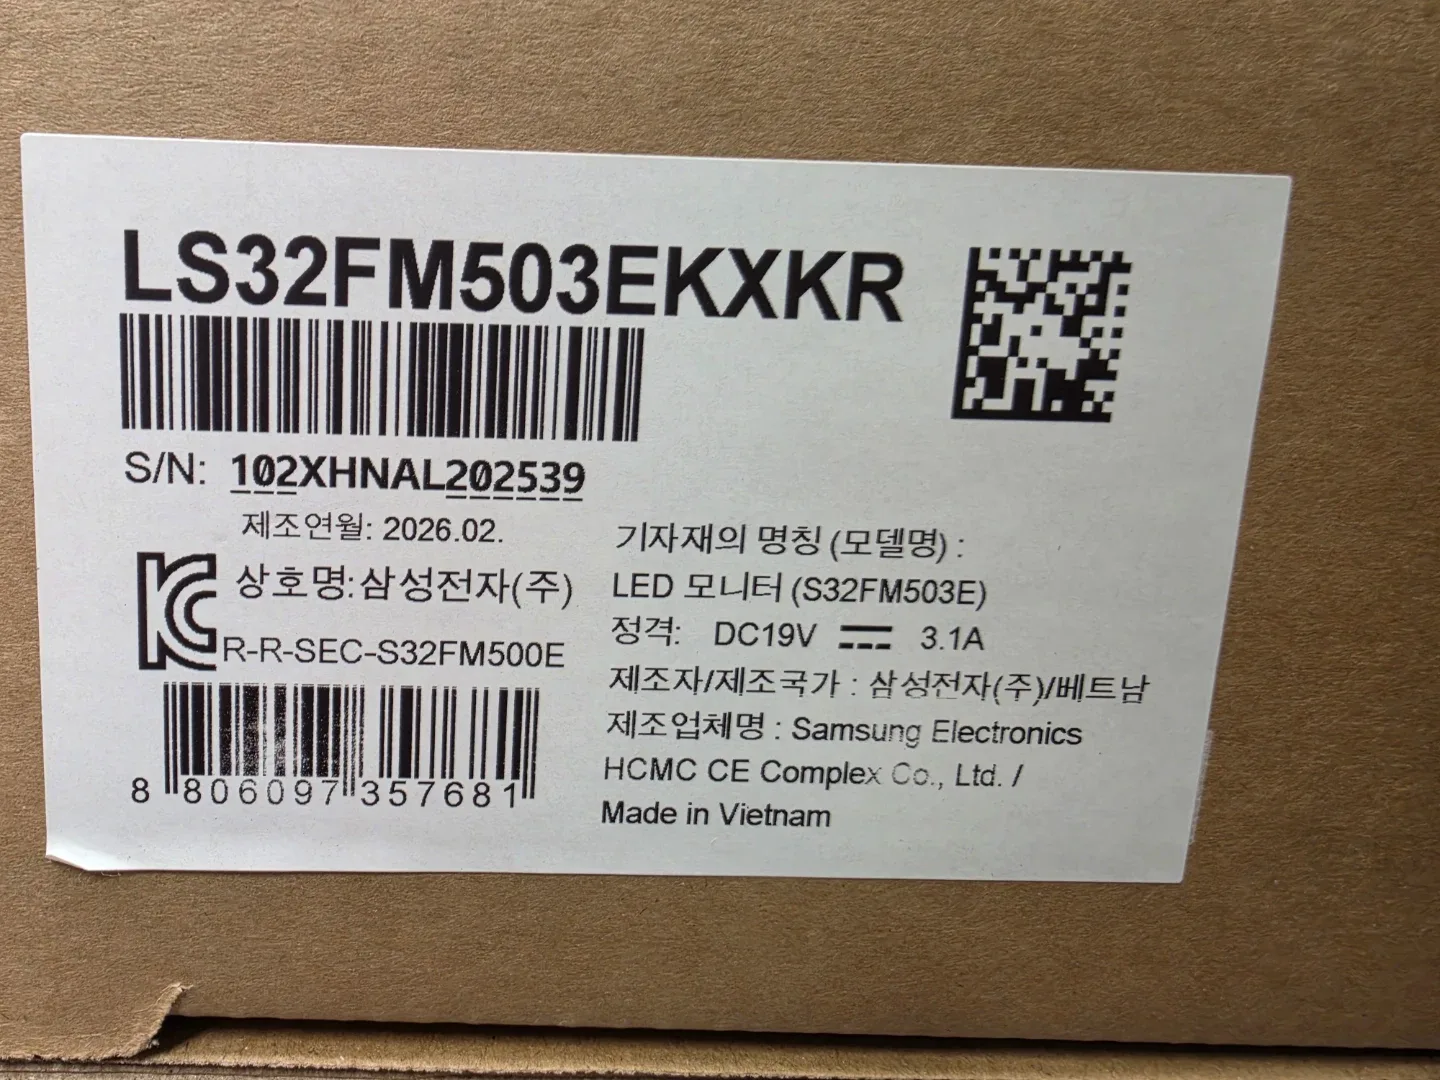 LS32FM503EKXKR
S/N: 102XHNAL202539
제조연월: 2026.02.
상호명:삼성전자(주)
R-R-SEC-S32FM500E
8 806097 357681
기자재의 명칭 (모델명) :
LED 모니터 (S32FM503E)
정격: DC19V 3.1A
제조자/제조국가 : 삼성전자(주)/베트남
제조업체명 : Samsung Electronics
HCMC CE Complex Co., Ltd. /
Made in Vietnam